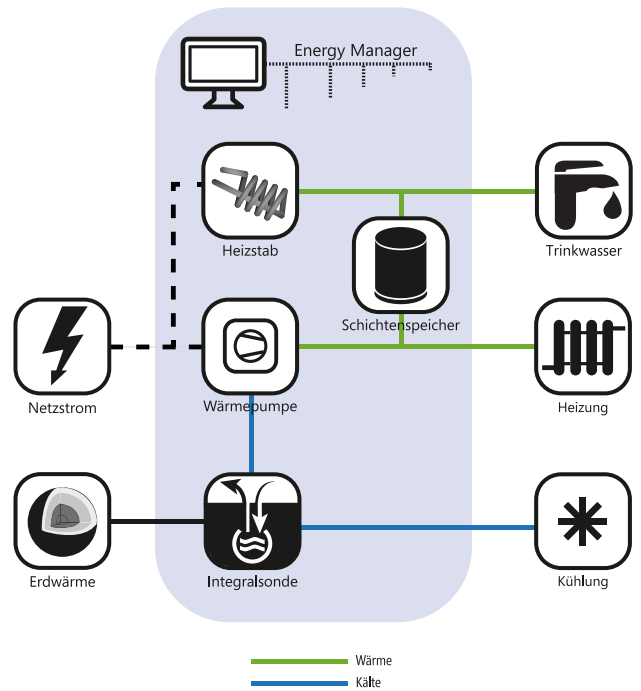 Energy Manager
Heizstab
Trinkwasser
Schichtenspeicher
Netzstrom
Wärmepumpe
Heizung
Erdwärme
Integralsonde
Kühlung
Wärme
Kälte